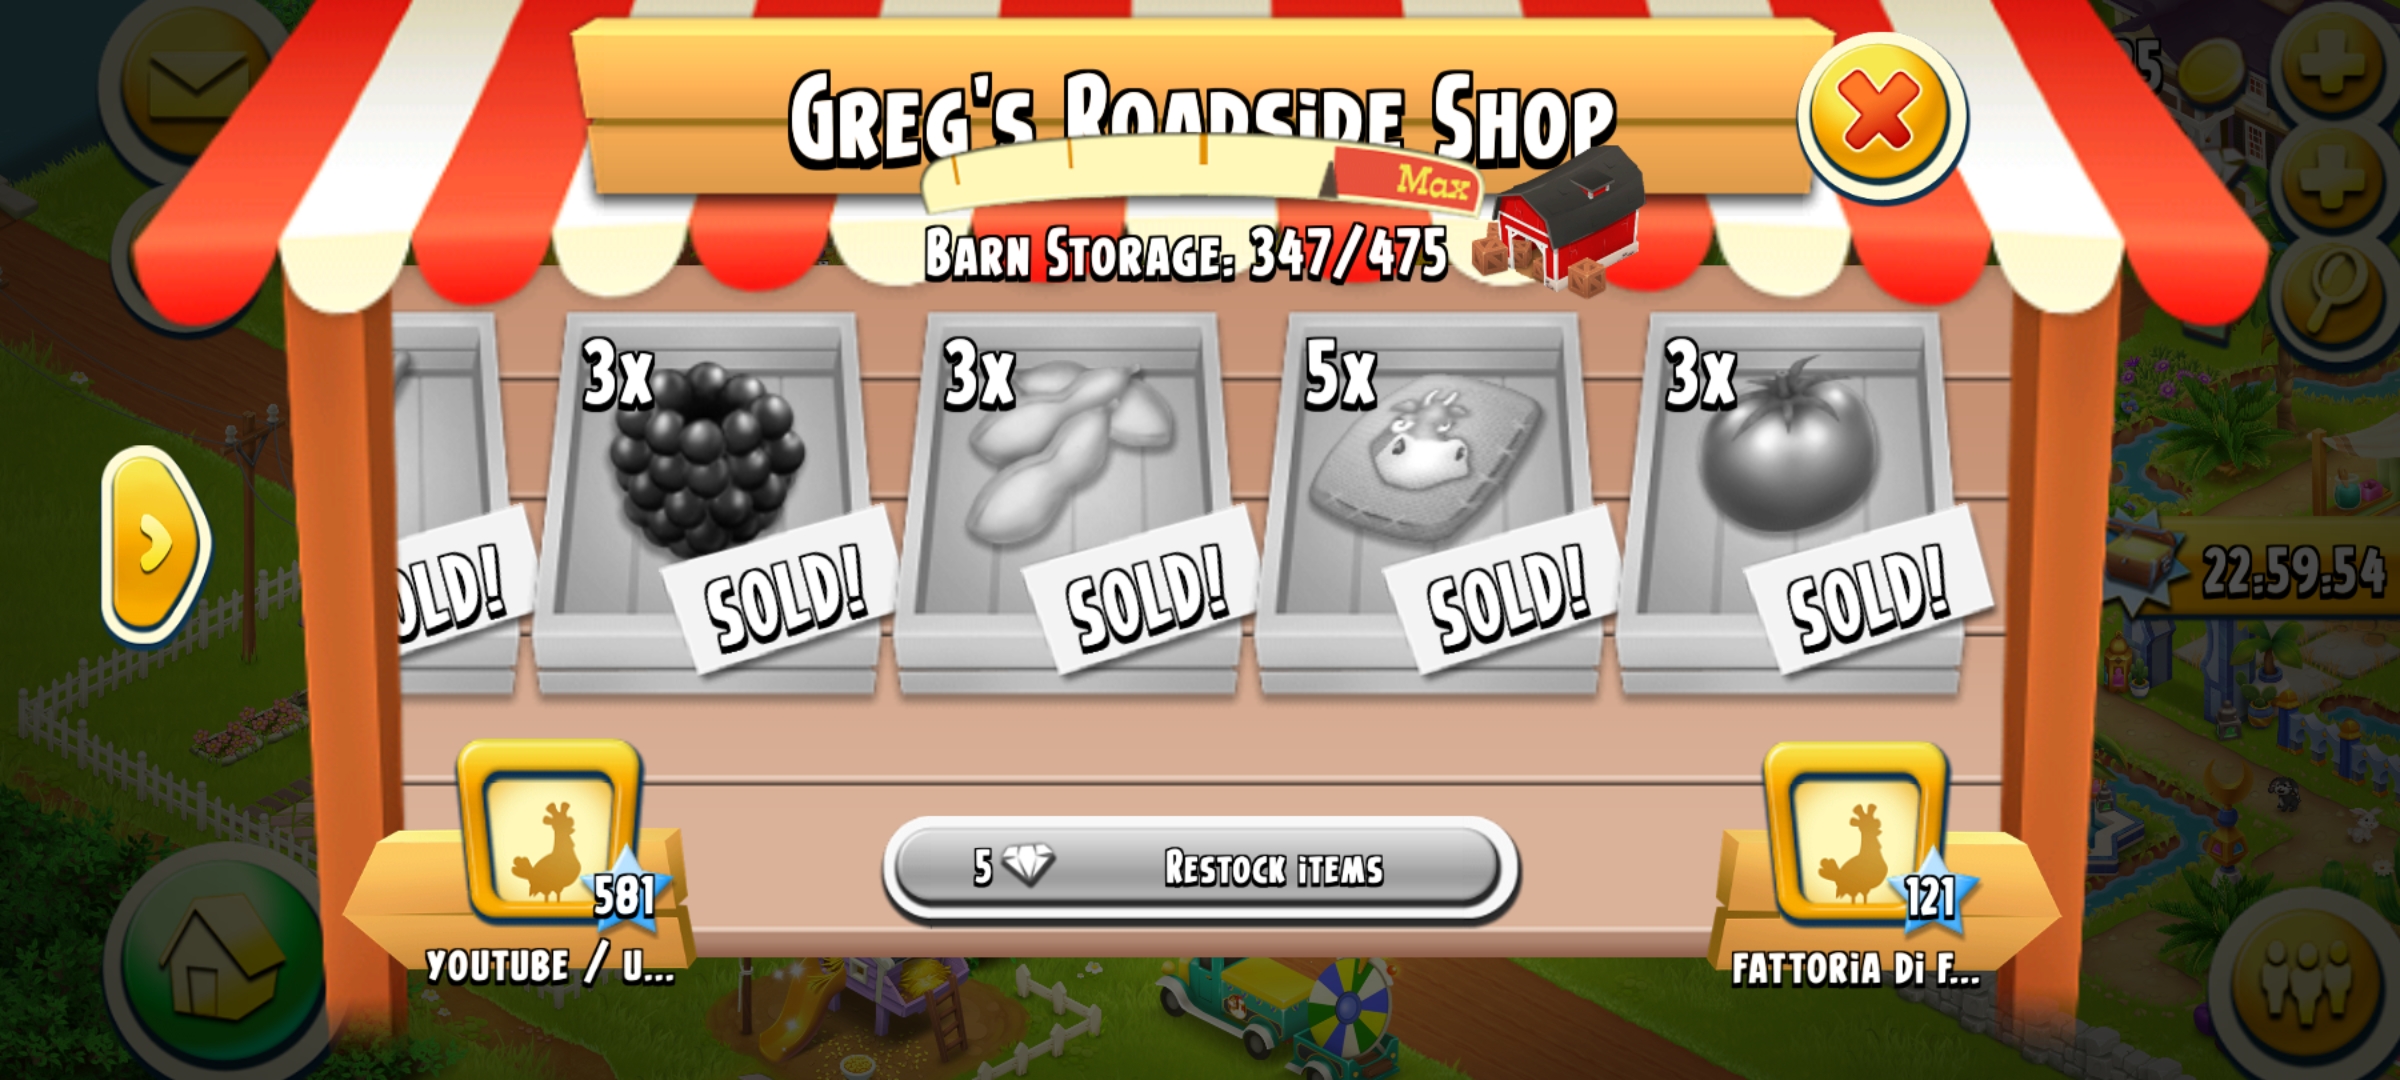 GREG'S ROADSIDE SHOP
Max
BARN STORAGE: 347/475
3x
3x
5x
3x
OLD!
SOLD!
SOLD!
SOLD!
SOLD!
22:59:54
581
YOUTUBE / U...
5
RESTOCK ITEMS
121
FATTORIA DI F...